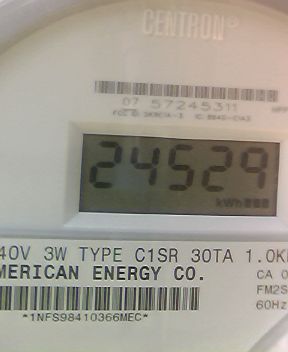 CENTRON®
07 57245311
24529
kWh
40V 3W TYPE C1SR 30TA 1.0K
MERICAN ENERGY CO.
CA 0
FM2S
60Hz
*1NFS98410366MEC*